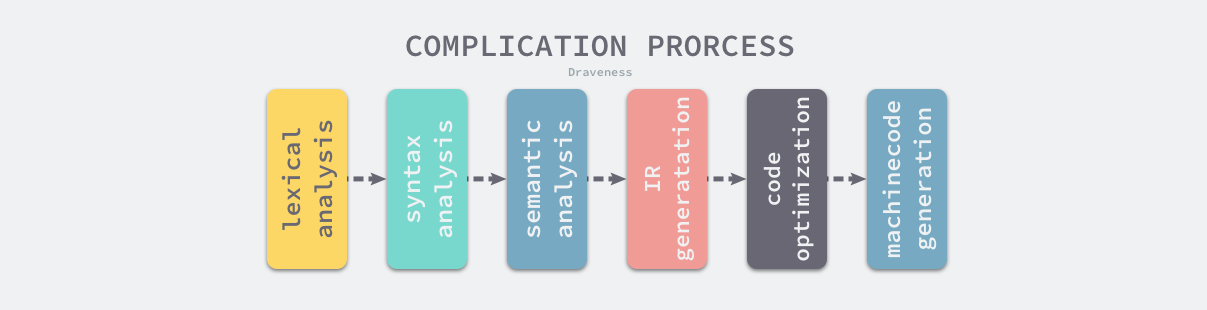 COMPLICATION PRORCESS
Draveness
lexical
analysis
syntax
analysis
semantic
analysis
IR
generatation
code
optimization
machinecode
generation